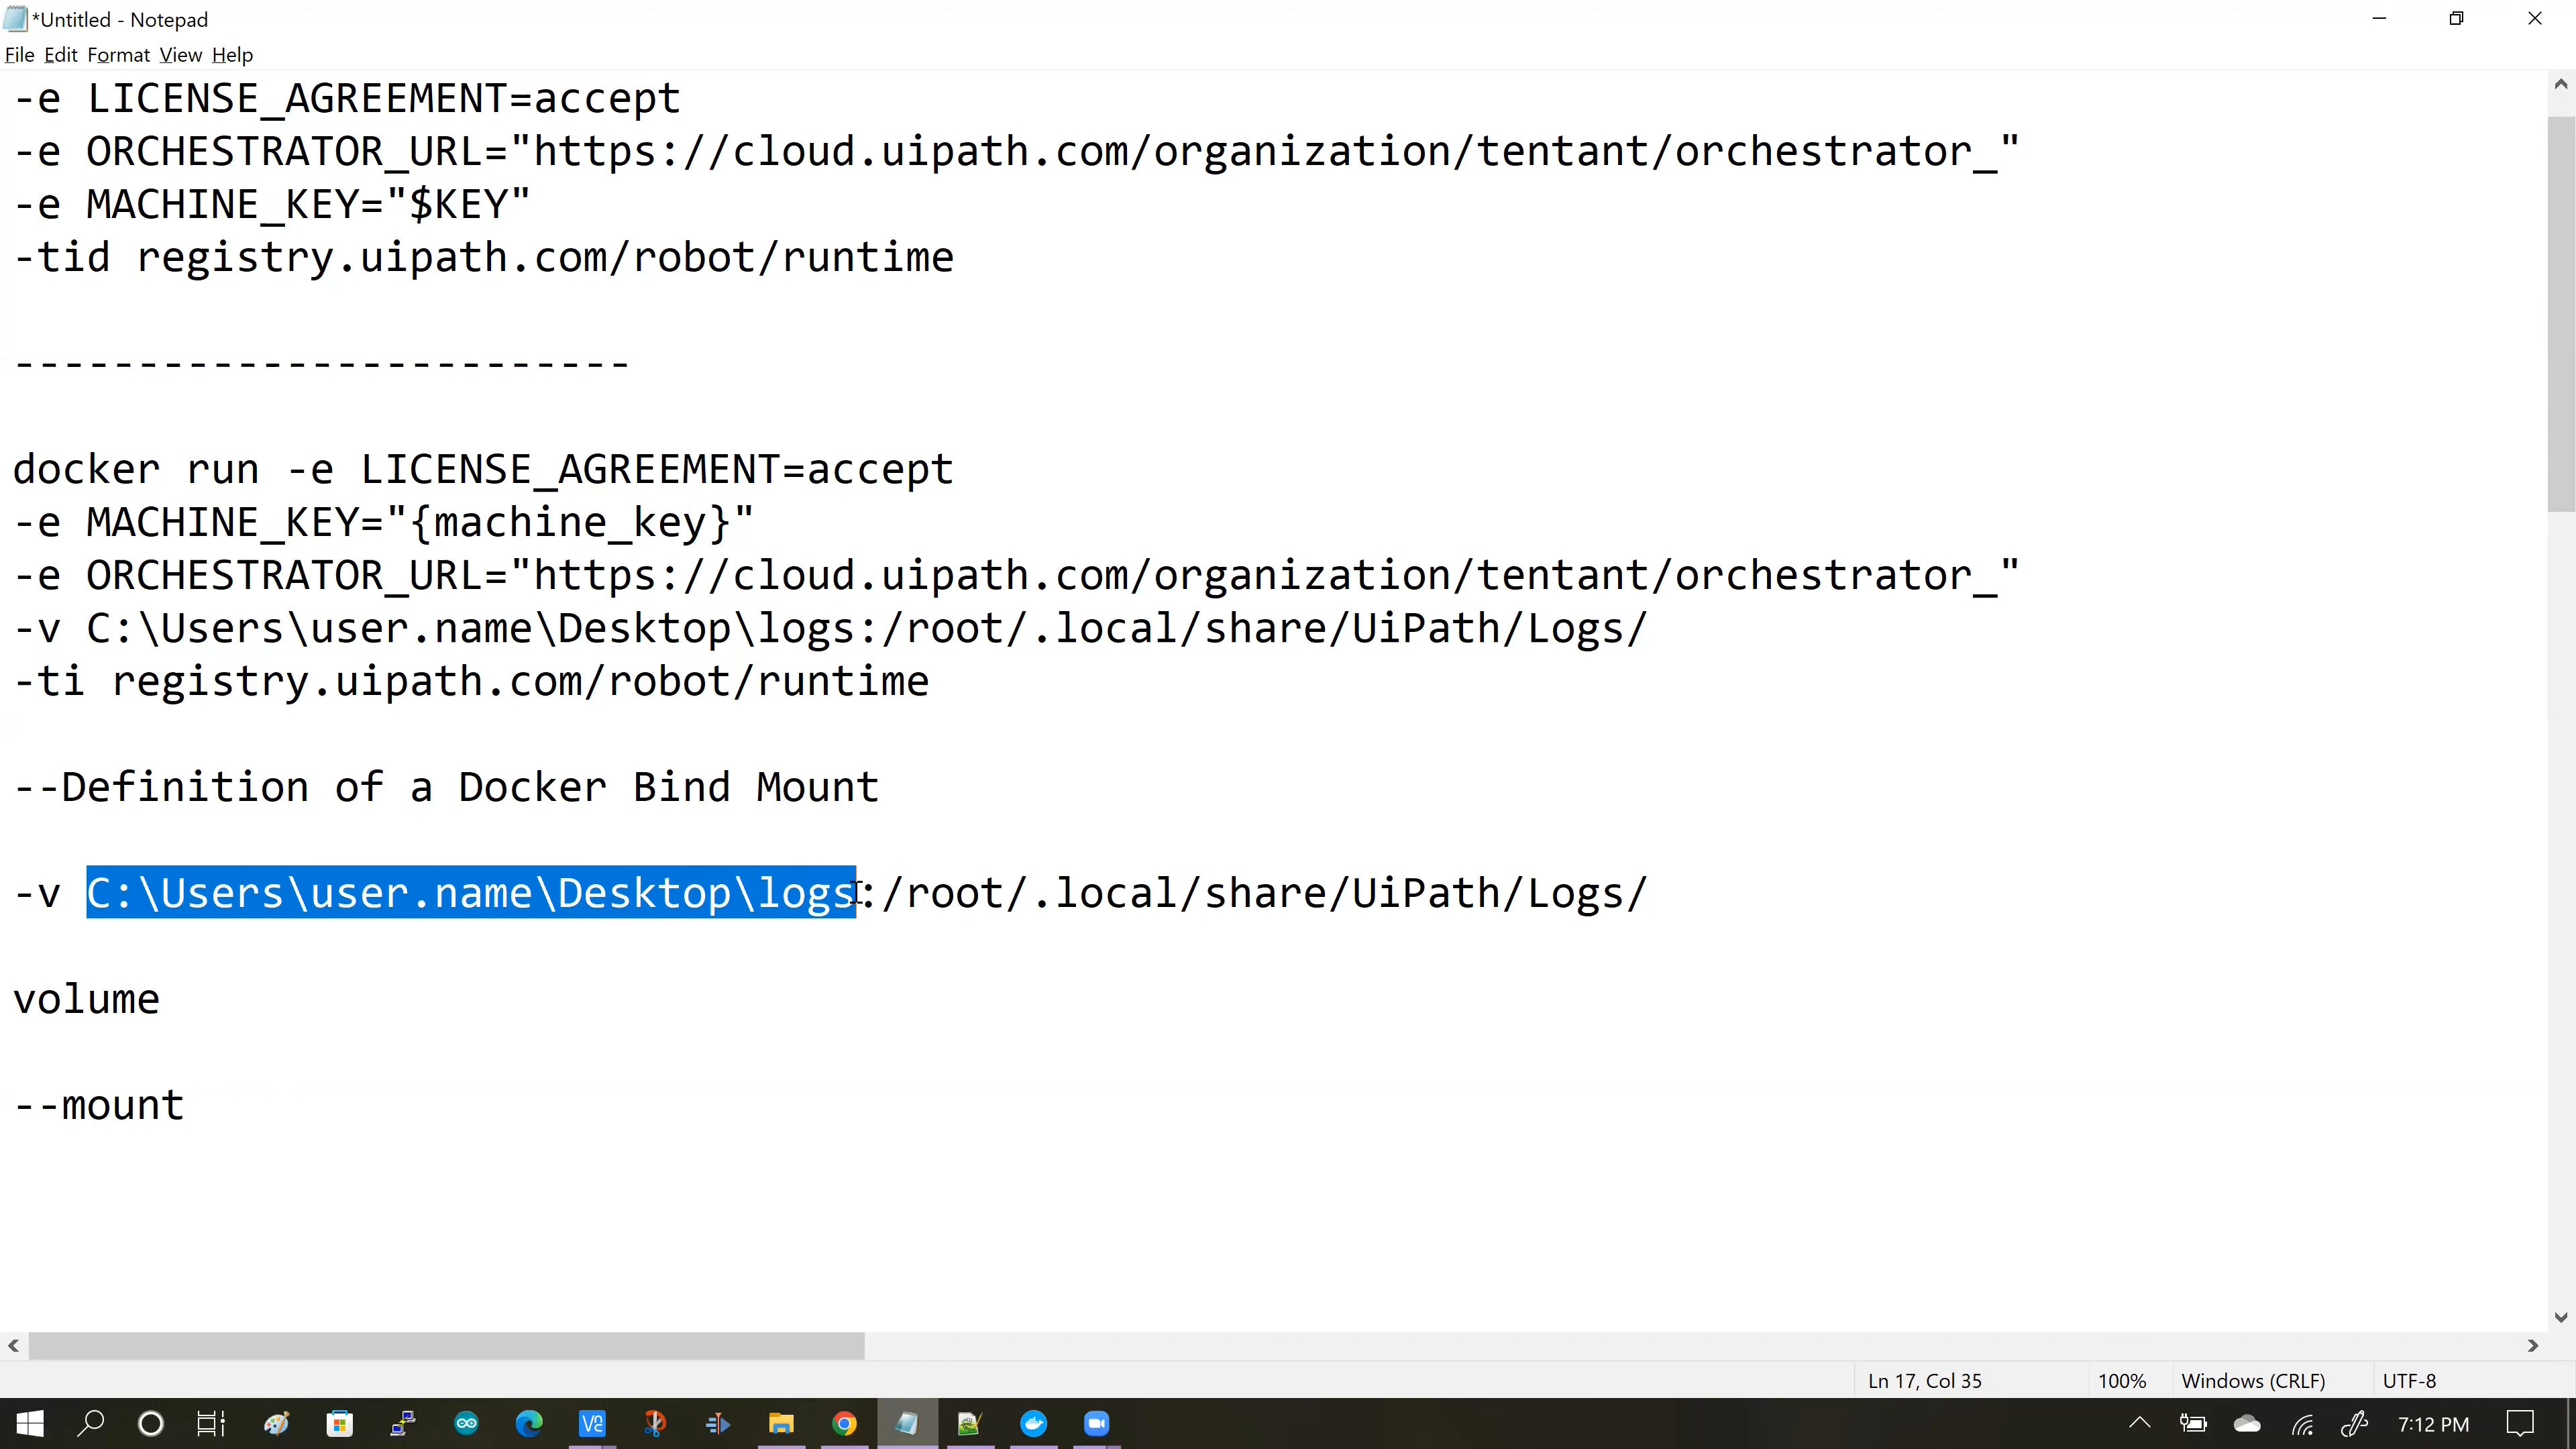 *Untitled - Notepad
File Edit Format View Help
-e LICENSE_AGREEMENT=accept
-e ORCHESTRATOR_URL="https://cloud.uipath.com/organization/tentant/orchestrator_"
-e MACHINE_KEY="$KEY"
-tid registry.uipath.com/robot/runtime
-------------------------
docker run -e LICENSE_AGREEMENT=accept
-e MACHINE_KEY="{machine_key}"
-e ORCHESTRATOR_URL="https://cloud.uipath.com/organization/tentant/orchestrator_"
-v C:\Users\user.name\Desktop\logs:/root/.local/share/UiPath/Logs/
-ti registry.uipath.com/robot/runtime
--Definition of a Docker Bind Mount
-v C:\Users\user.name\Desktop\logs:/root/.local/share/UiPath/Logs/
volume
--mount
Ln 17, Col 35 100% Windows (CRLF) UTF-8
7:12 PM